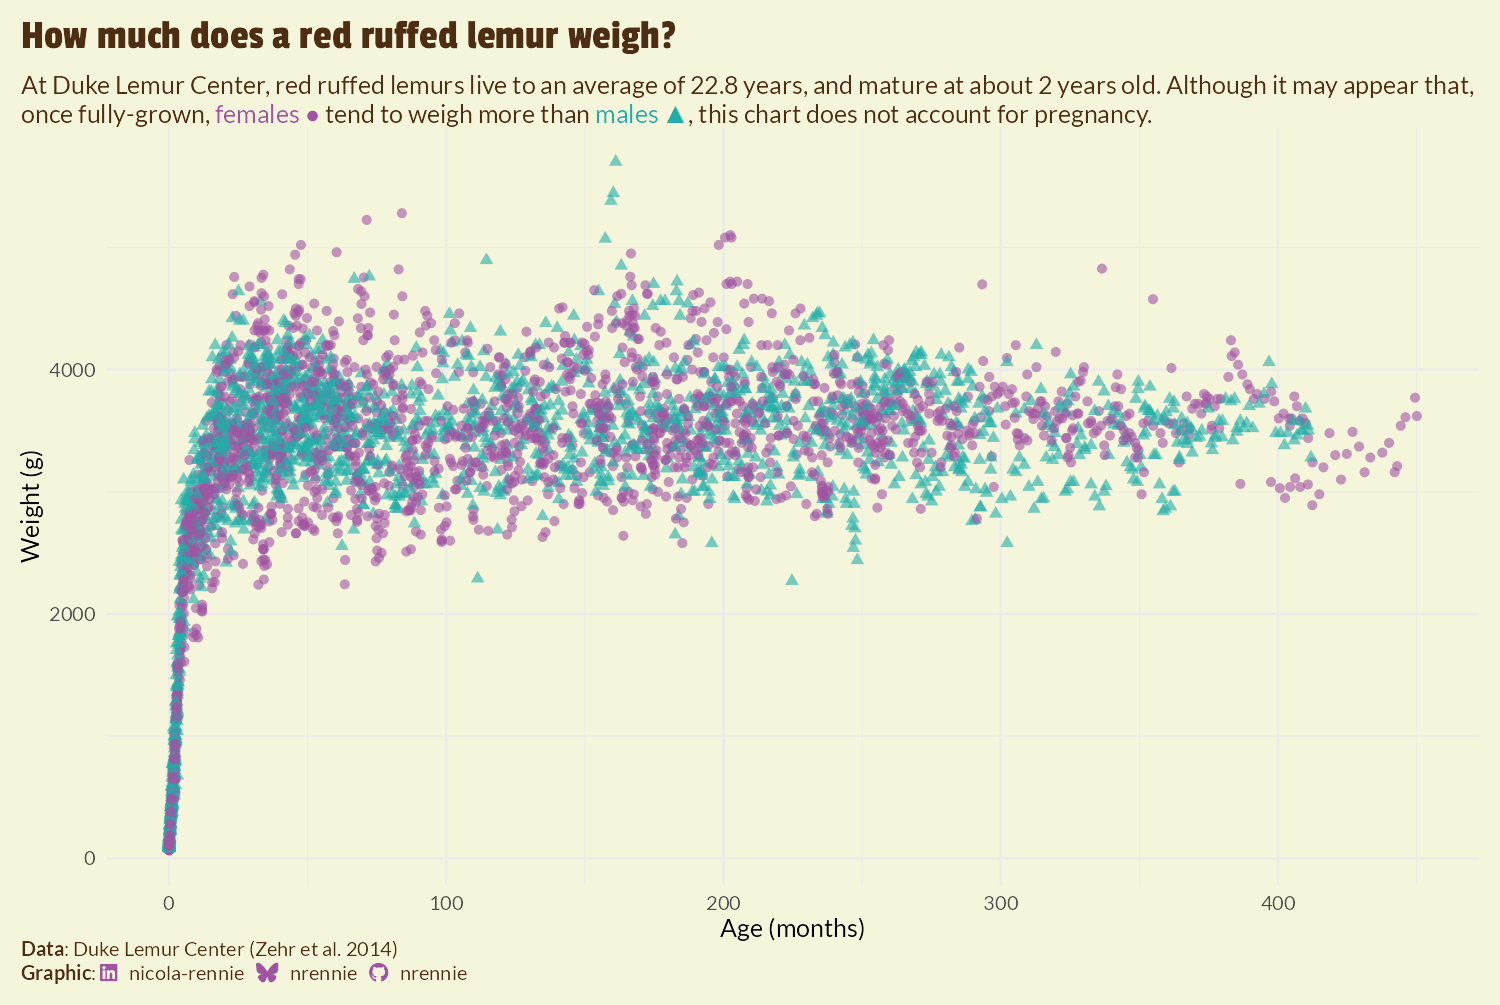 How much does a red ruffed lemur weigh?
At Duke Lemur Center, red ruffed lemurs live to an average of 22.8 years, and mature at about 2 years old. Although it may appear that,
once fully-grown, females ● tend to weigh more than males ▲, this chart does not account for pregnancy.
Weight (g)
4000
2000
0
0 100 200 300 400
Age (months)
Data: Duke Lemur Center (Zehr et al. 2014)
Graphic: nicola-rennie nrennie nrennie